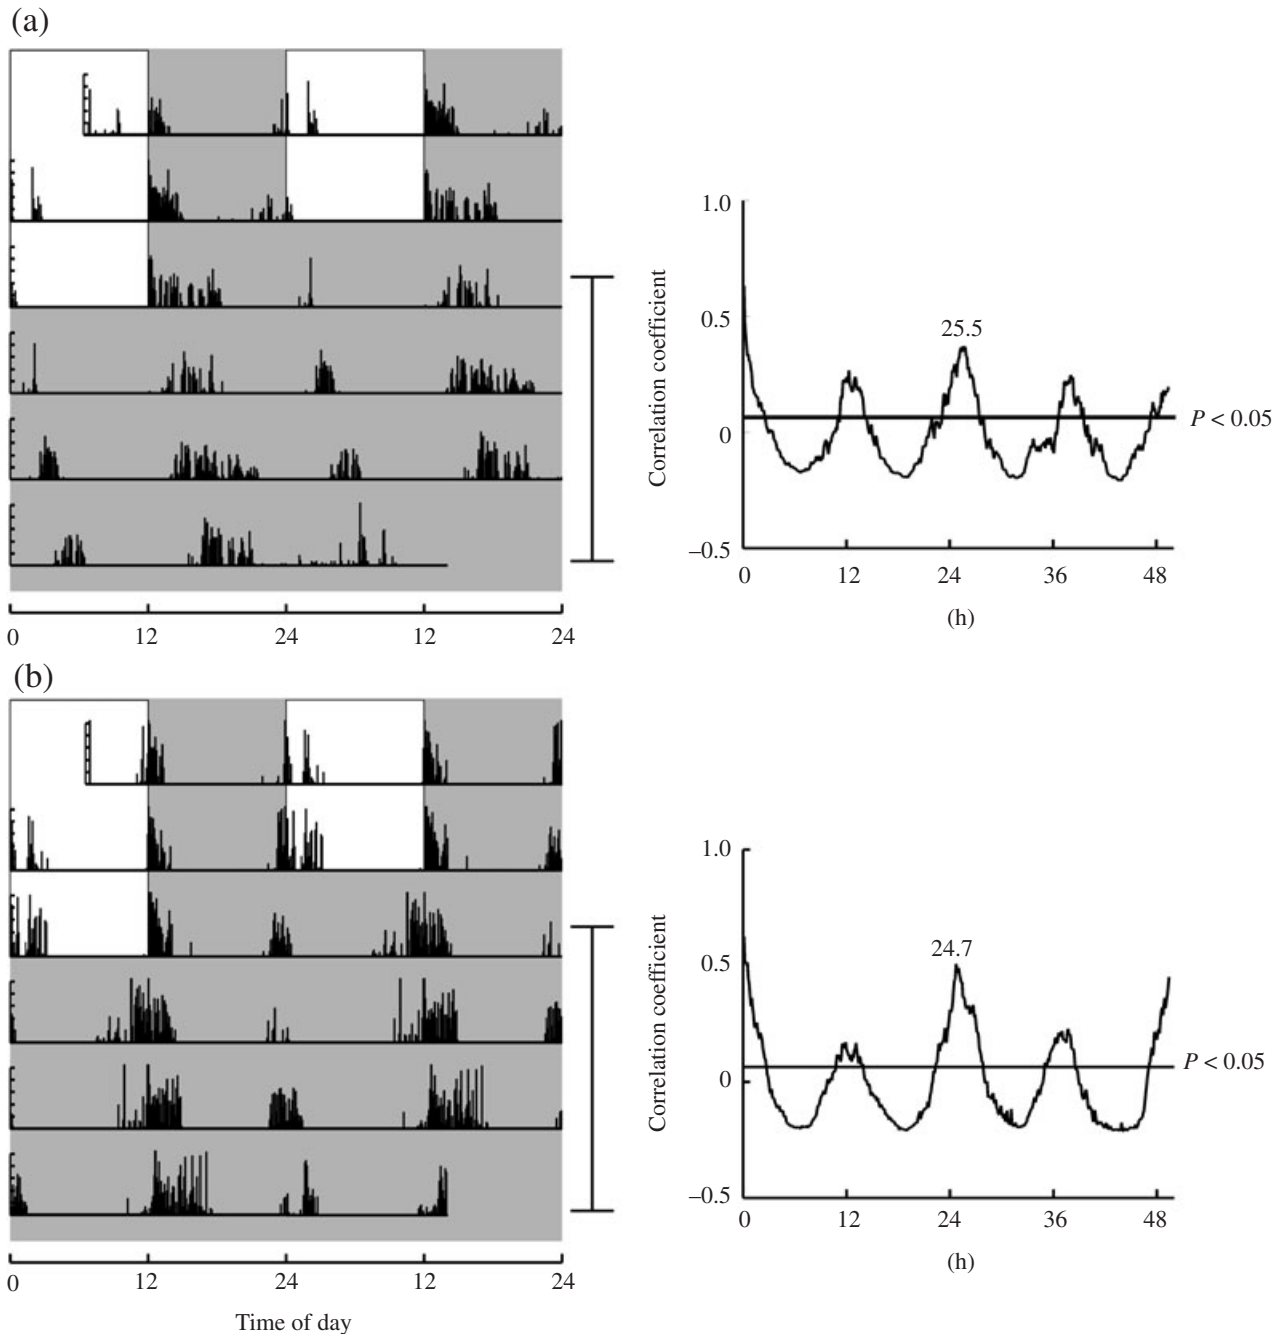 (a)
0 12 24 12 24
1.0
0.5
0
–0.5
Correlation coefficient
25.5
P < 0.05
0 12 24 36 48
(h)
(b)
0 12 24 12 24
Time of day
1.0
0.5
0
–0.5
Correlation coefficient
24.7
P < 0.05
0 12 24 36 48
(h)